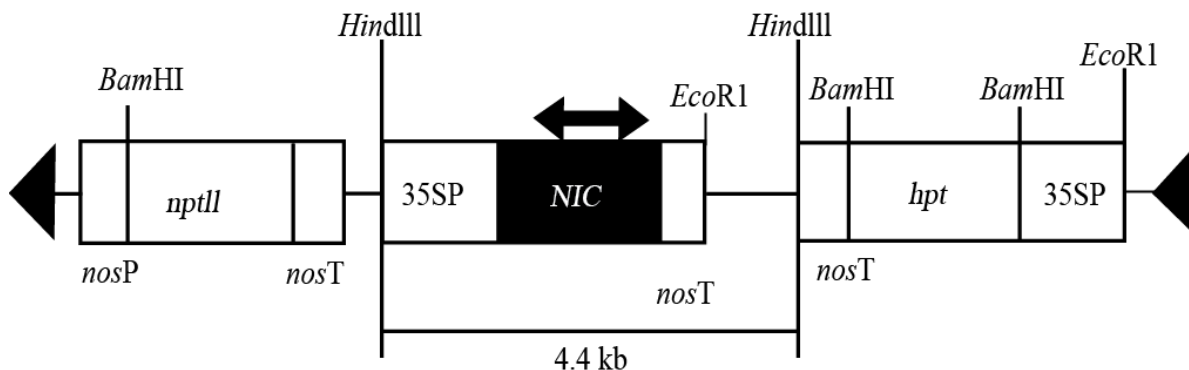 HindIII
HindIII
EcoR1
BamHI
EcoR1
BamHI
BamHI
nptII
35SP
NIC
hpt
35SP
nosP
nosT
nosT
nosT
4.4 kb